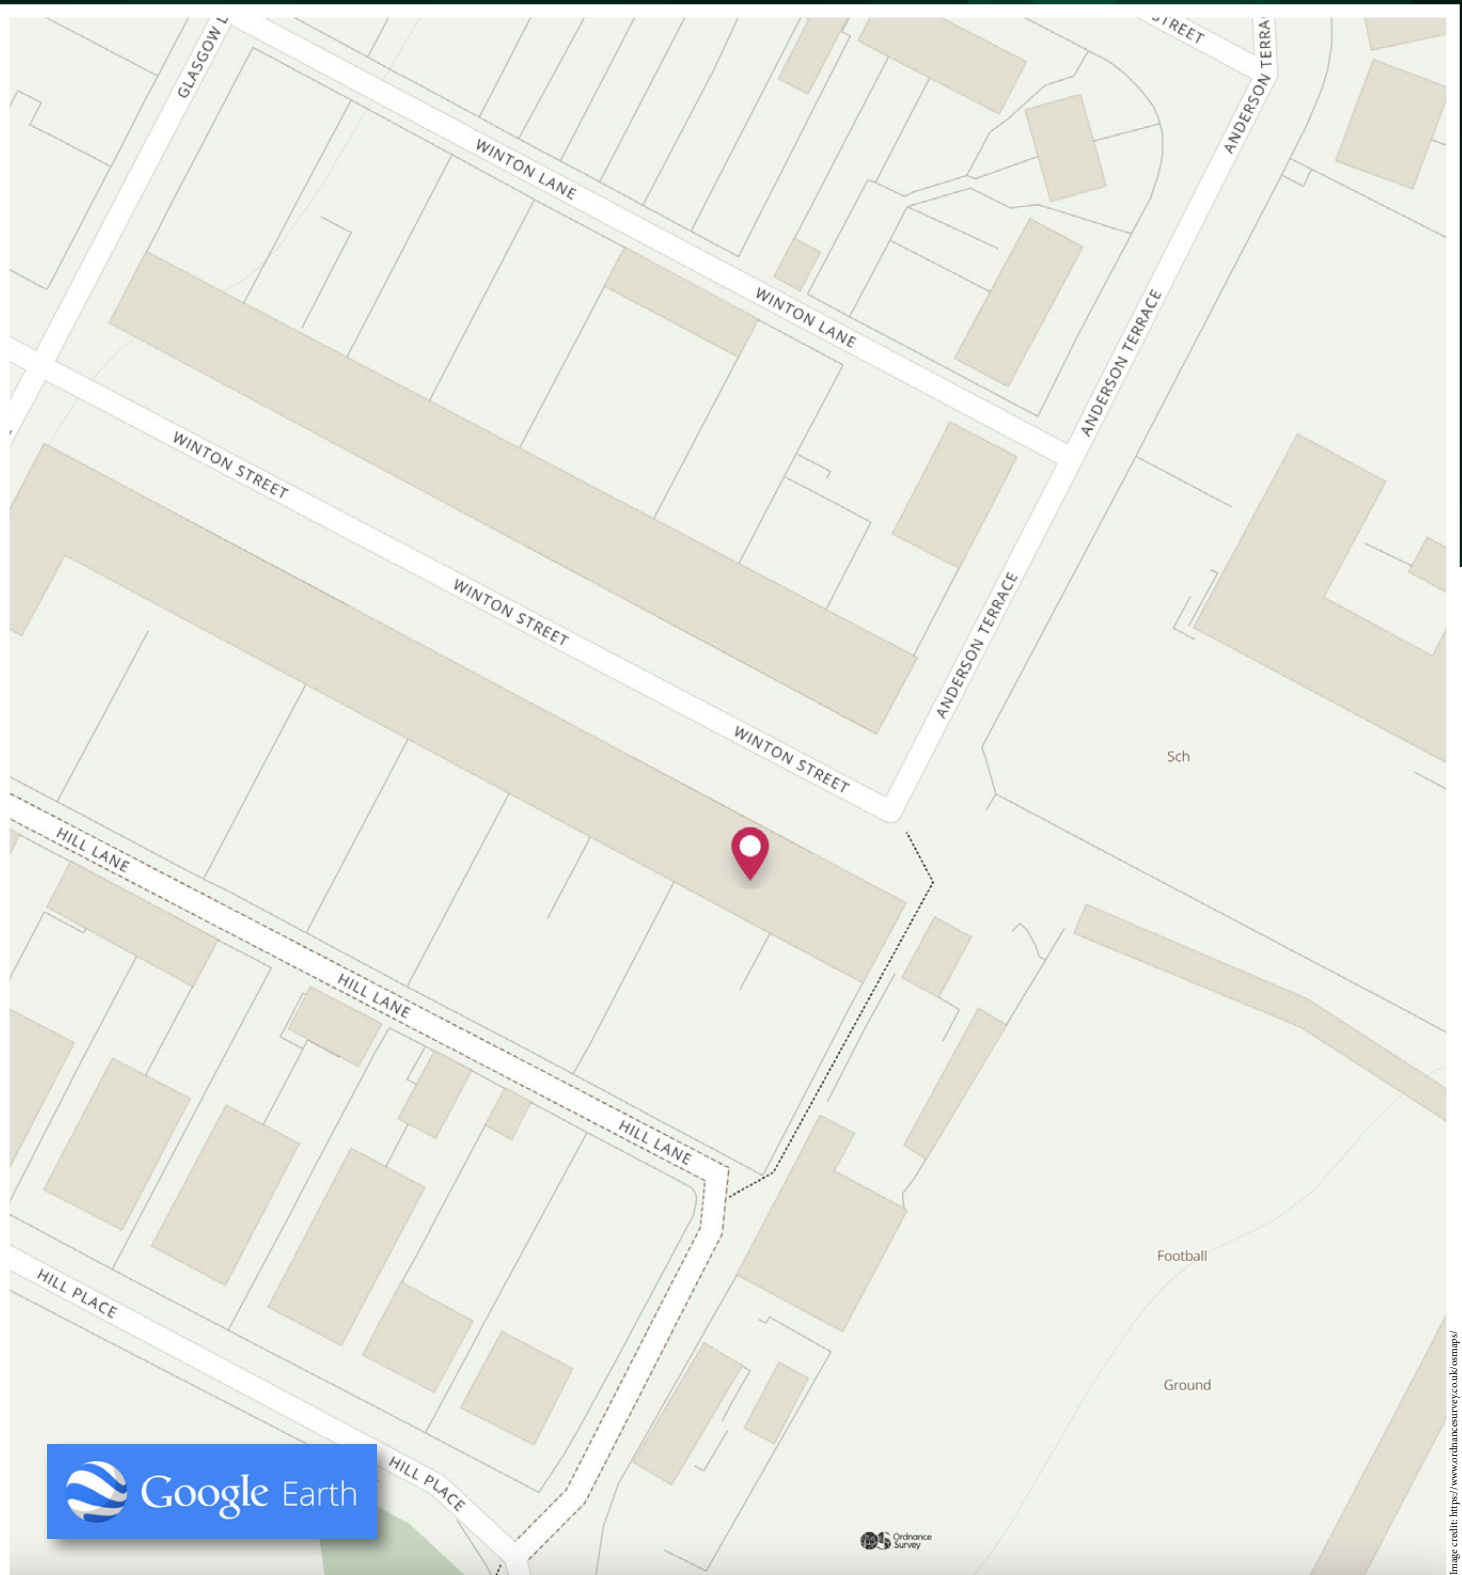 STREET
GLASGOW L
ANDERSON TERRA
WINTON LANE
WINTON LANE
ANDERSON TERRACE
WINTON STREET
WINTON STREET
ANDERSON TERRACE
WINTON STREET
Sch
HILL LANE
HILL LANE
HILL LANE
Football
HILL PLACE
Ground
HILL PLACE
Google Earth
Ordnance
Survey
Image credit: https://www.ordnancesurvey.co.uk/osmaps/